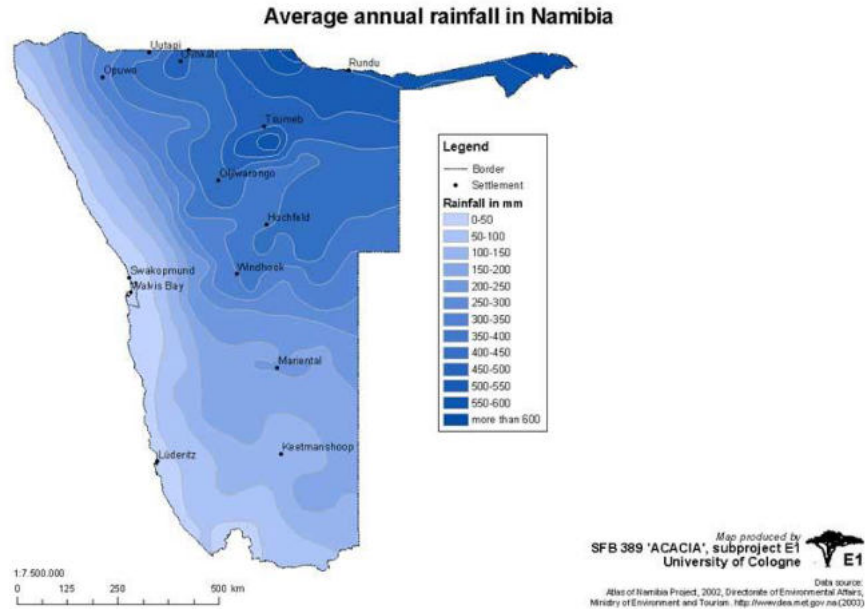 Average annual rainfall in Namibia
Uutapi
Opuwo
Rundu
Tsumeb
Otjiwarongo
Hochfeld
Windhoek
Swakopmund
Walvis Bay
Mariental
Keetmanshoop
Lüderitz
Legend
Border
Settlement
Rainfall in mm
0-50
50-100
100-150
150-200
200-250
250-300
300-350
350-400
400-450
450-500
500-550
550-600
more than 600
1:7.500.000
0 125 250 500 km
Map produced by
SFB 389 'ACACIA', subproject E1
University of Cologne
E1
Data source:
Atlas of Namibia Project, 2002, Directorate of Environmental Affairs,
Ministry of Environment and Tourism. http://www.dea.met.gov.na (2003)